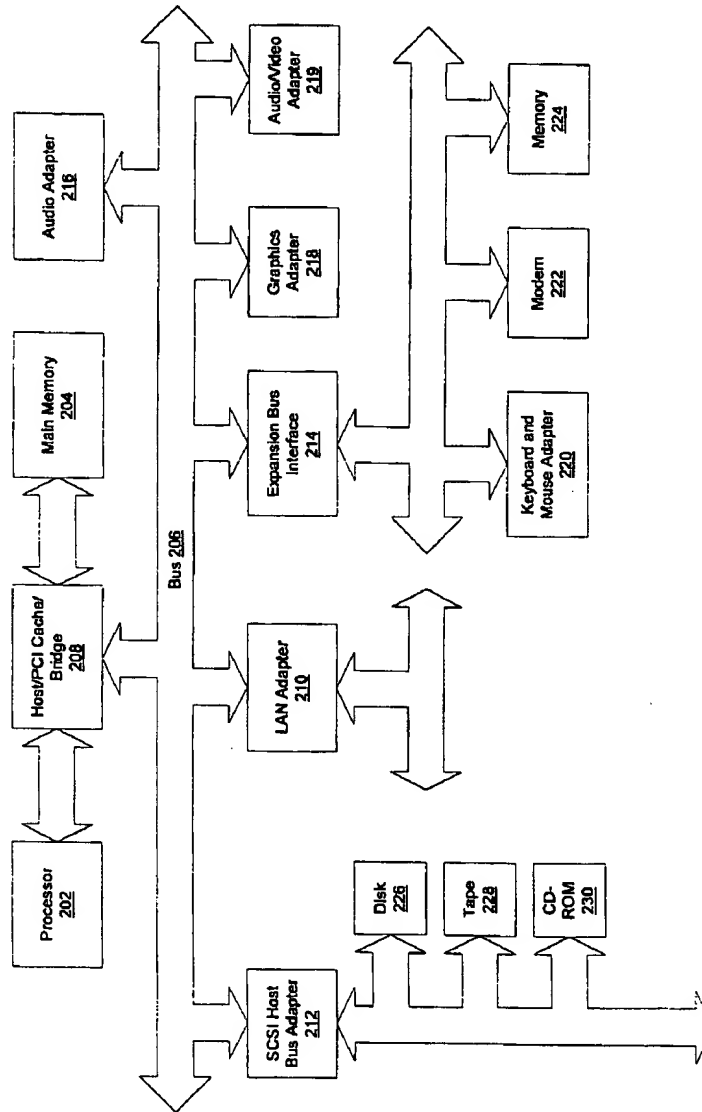 Processor
202
Host/PCI Cache/
Bridge
208
Main Memory
204
Audio Adapter
216
Bus 206
SCSI Host
Bus Adapter
212
LAN Adapter
210
Expansion Bus
Interface
214
Graphics
Adapter
218
Audio/Video
Adapter
219
Disk
226
Tape
228
CD-
ROM
230
Keyboard and
Mouse Adapter
220
Modem
222
Memory
224